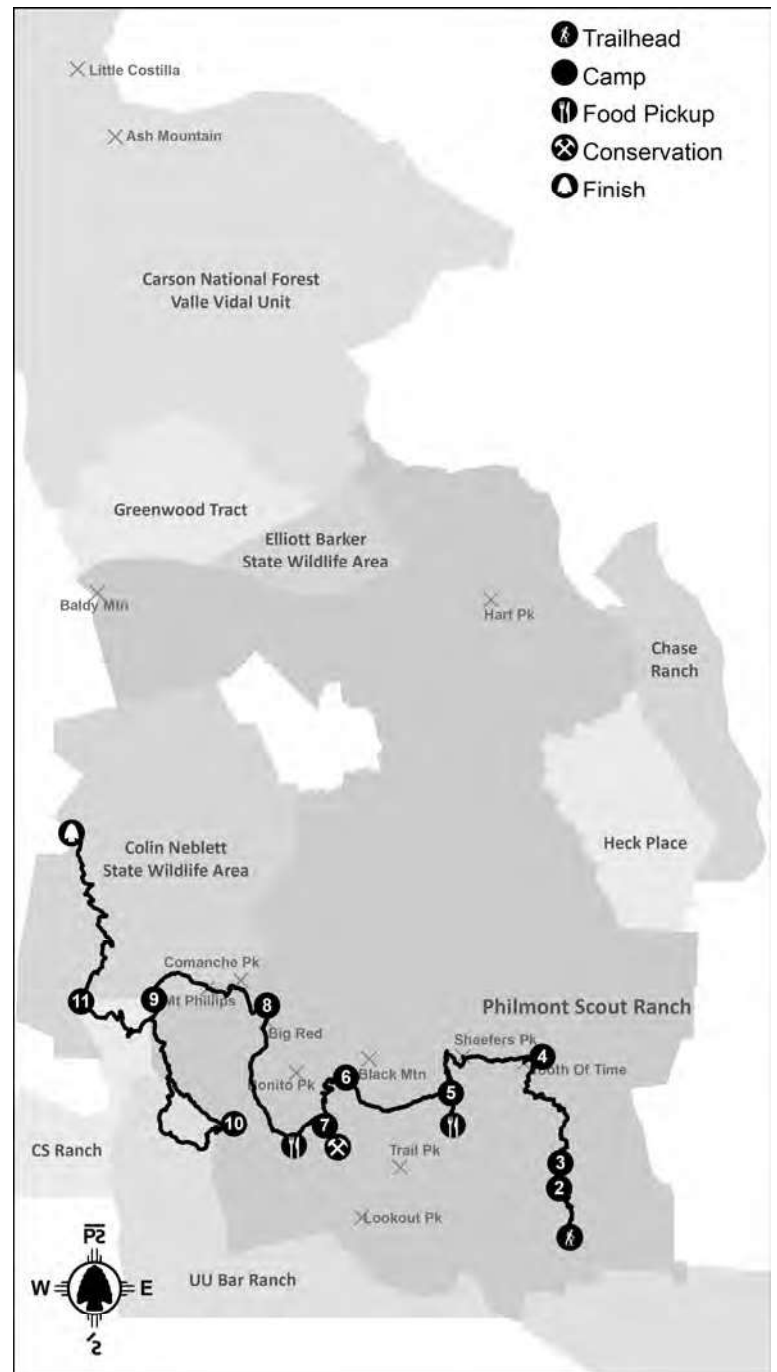 Trailhead
Camp
Food Pickup
Conservation
Finish
Little Costilla
Ash Mountain
Carson National Forest
Valle Vidal Unit
Greenwood Tract
Elliott Barker
State Wildlife Area
Baldy Mtn
Hart Pk
Chase
Ranch
Heck Place
Colin Neblett
State Wildlife Area
Comanche Pk
11
9
Mt Phillips
8
Philmont Scout Ranch
Big Red
Sheefers Pk
4
Tooth Of Time
Black Mtn
Bonito Pk
6
5
10
7
CS Ranch
Trail Pk
3
2
Lookout Pk
UU Bar Ranch
W
E